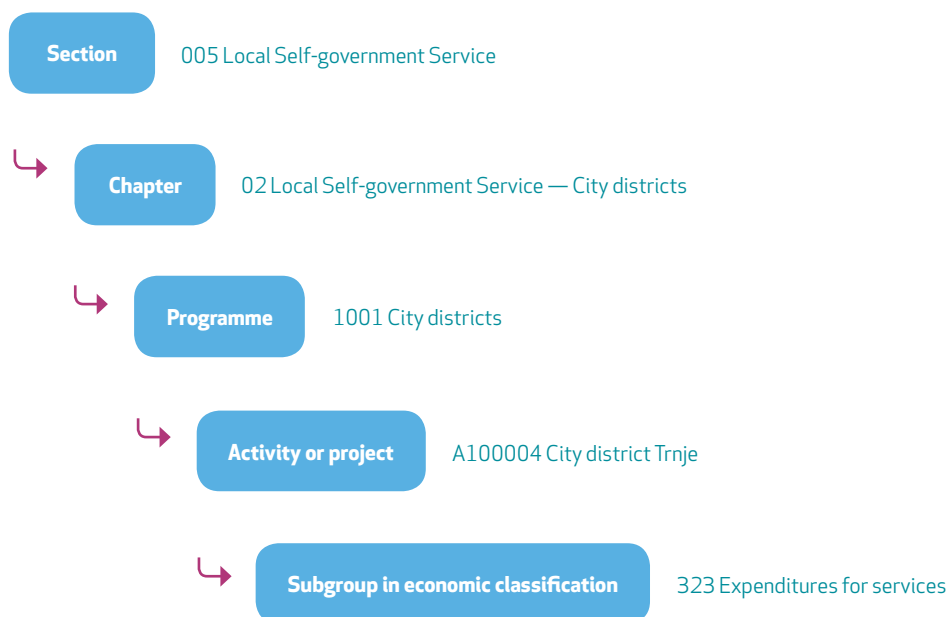 Section 005 Local Self-government Service
Chapter 02 Local Self-government Service — City districts
Programme 1001 City districts
Activity or project A100004 City district Trnje
Subgroup in economic classification 323 Expenditures for services